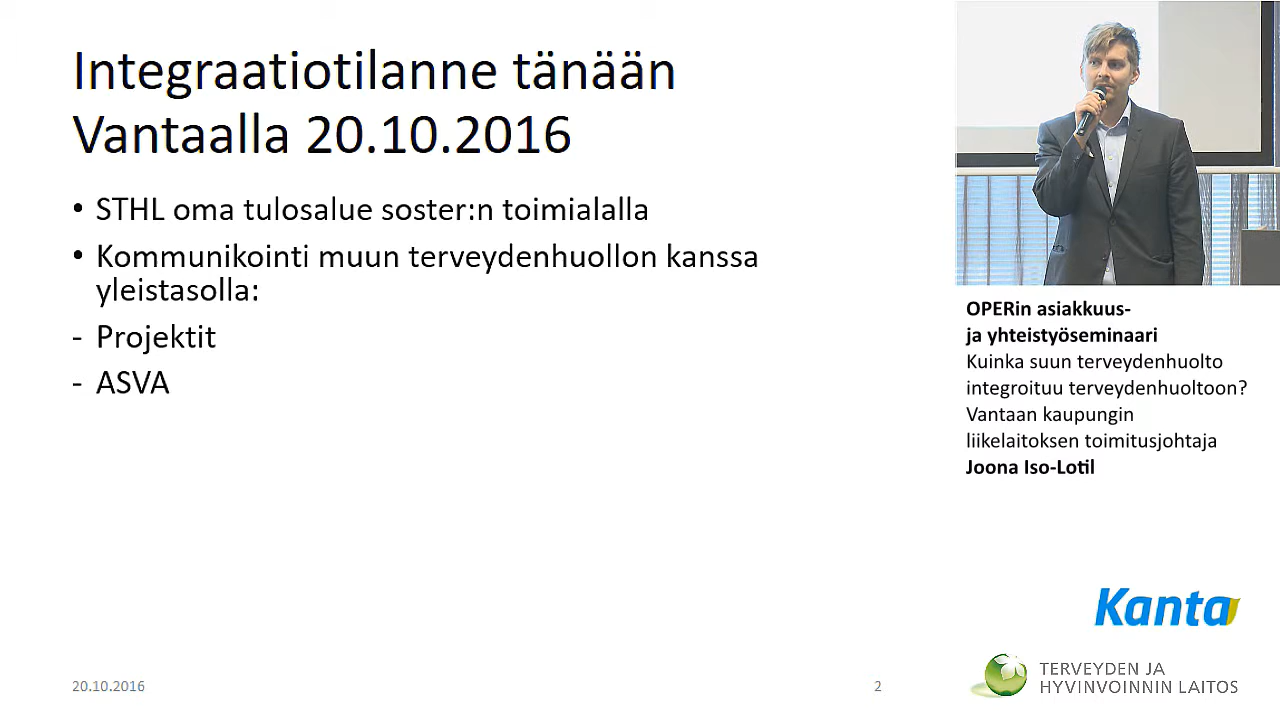 Integraatiotilanne tänään
Vantaalla 20.10.2016
• STHL oma tulosalue soster:n toimialalla
• Kommunikointi muun terveydenhuollon kanssa
yleistasolla:
- Projektit
- ASVA
OPERin asiakkuus-
ja yhteistyöseminaari
Kuinka suun terveydenhuolto
integroituu terveydenhuoltoon?
Vantaan kaupungin
liikelaitoksen toimitusjohtaja
Joona Iso-Lotil
Kanta
TERVEYDEN JA
HYVINVOINNIN LAITOS
20.10.2016
2